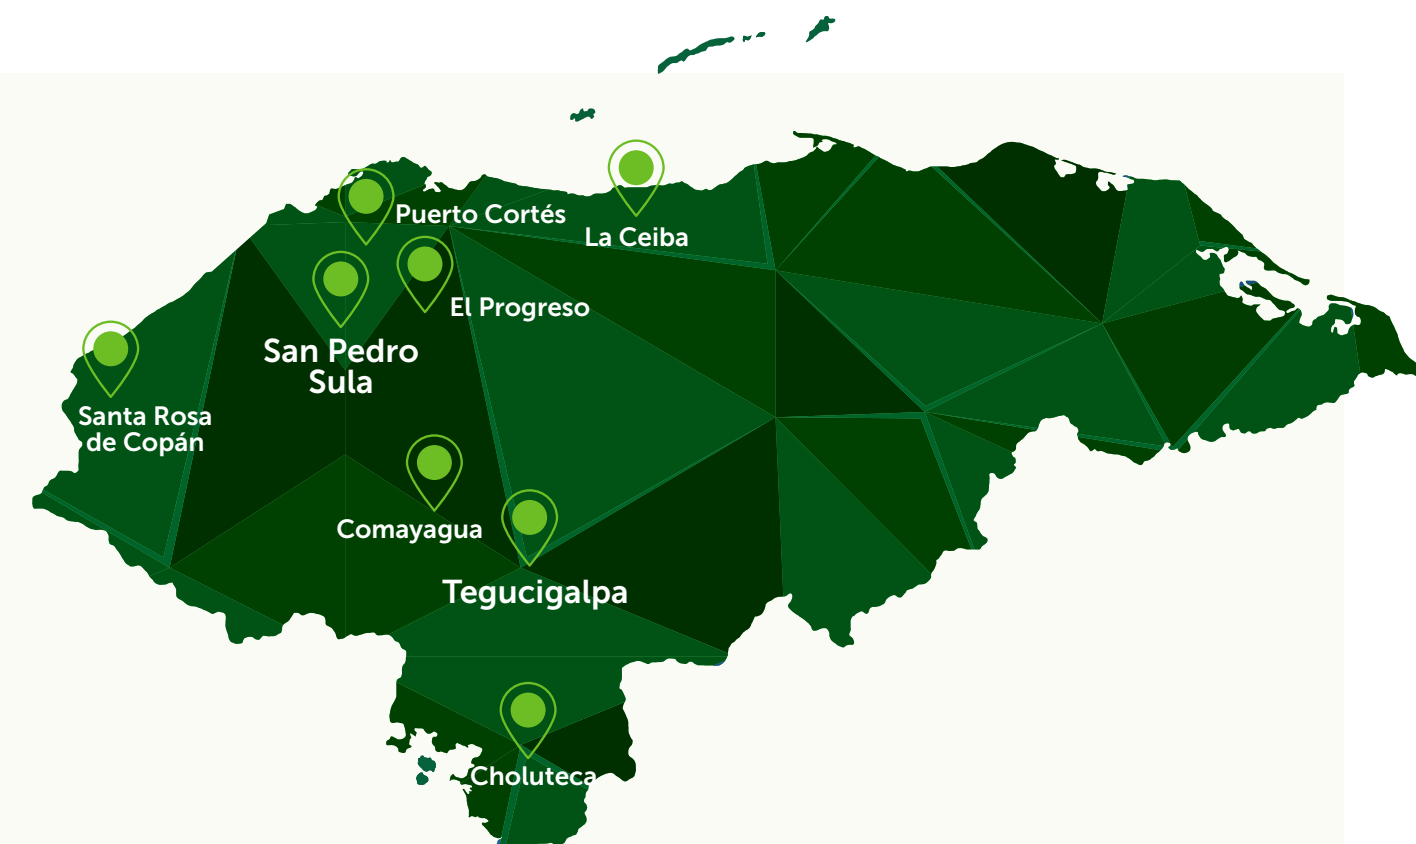 Puerto Cortés
La Ceiba
El Progreso
San Pedro
Sula
Santa Rosa
de Copán
Comayagua
Tegucigalpa
Choluteca